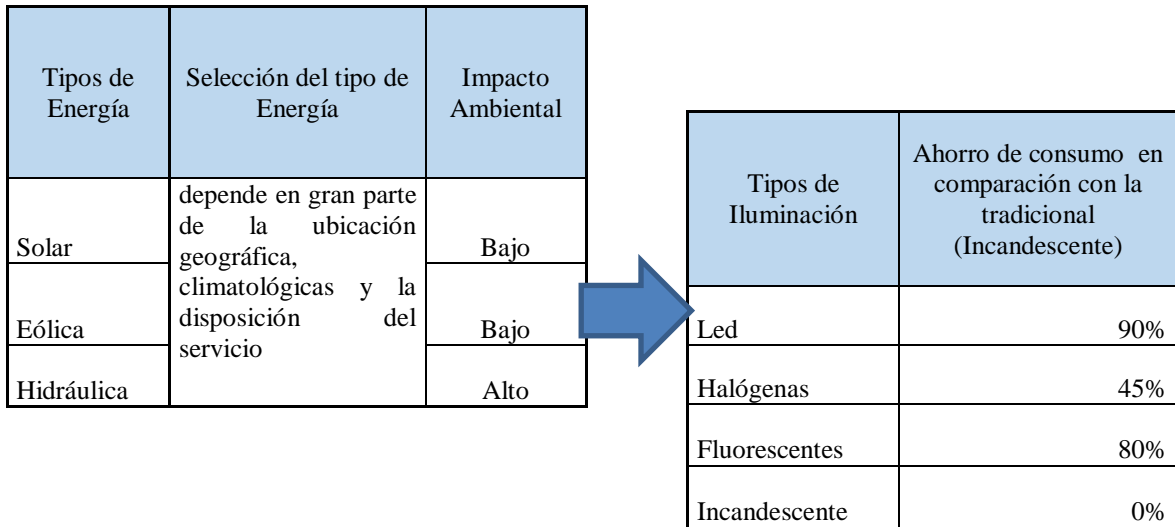 Tipos de
Energía
Selección del tipo de
Energía
Impacto
Ambiental
Solar
depende en gran parte
de la ubicación
geográfica,
climatológicas y la
disposición del
servicio
Bajo
Eólica
Bajo
Hidráulica
Alto
Tipos de
Iluminación
Ahorro de consumo en
comparación con la
tradicional
(Incandescente)
Led
90%
Halógenas
45%
Fluorescentes
80%
Incandescente
0%